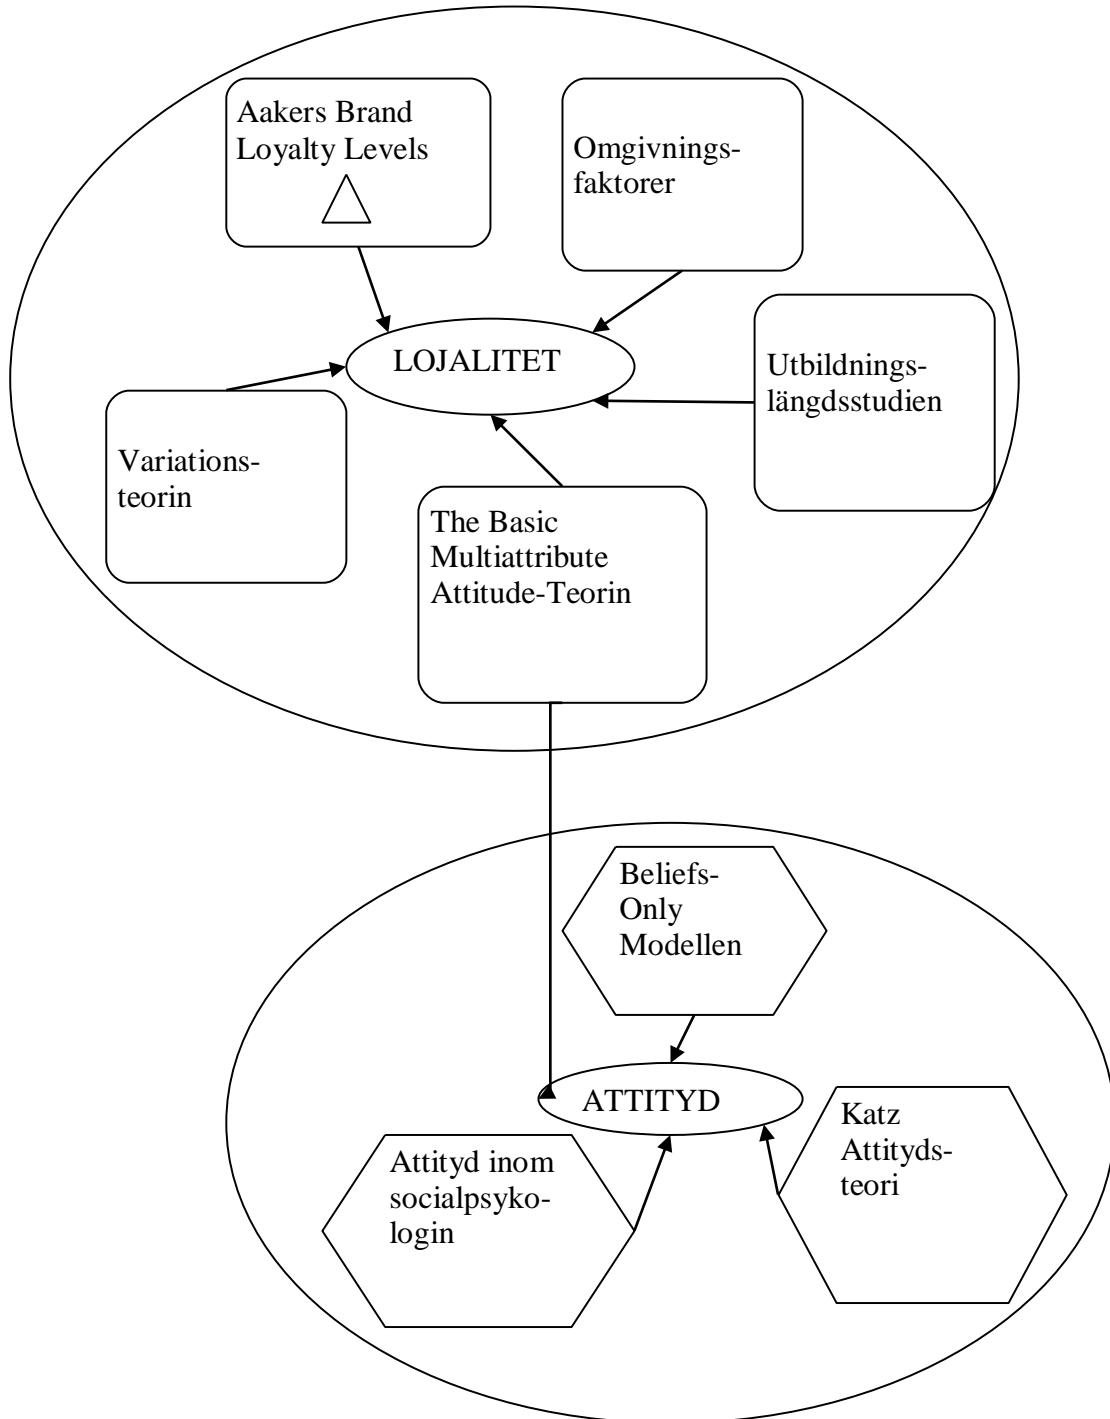 Aakers Brand
Loyalty Levels
Omgivnings-
faktorer
LOJALITET
Utbildnings-
längdsstudien
Variations-
teorin
The Basic
Multiattribute
Attitude-Teorin
Beliefs-
Only
Modellen
ATTITYD
Katz
Attityds-
teori
Attityd inom
socialpsyko-
login